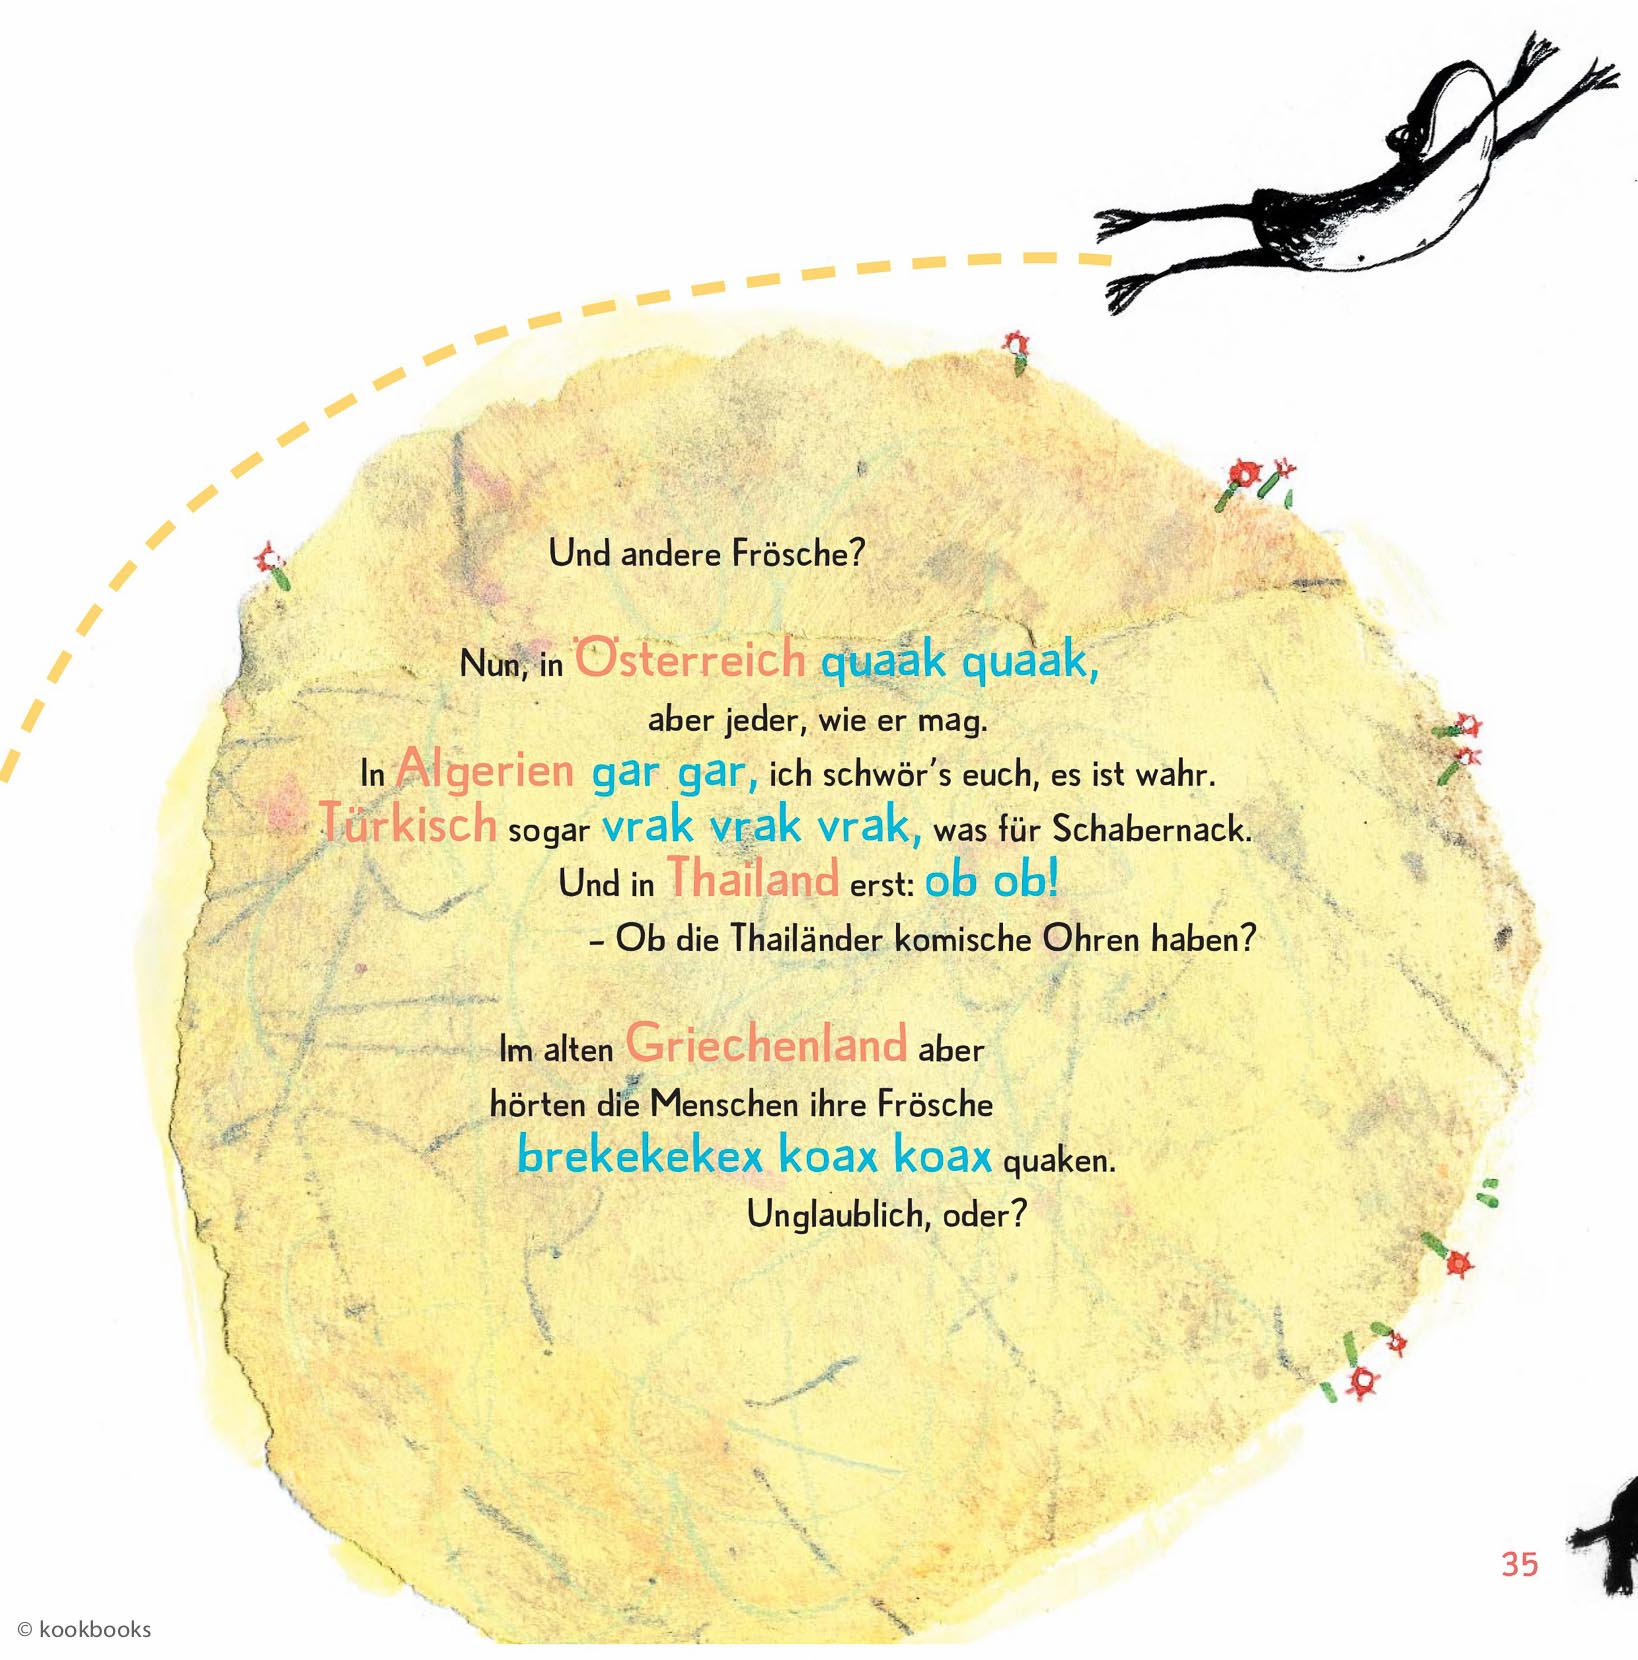 Und andere Frösche?
Nun, in Österreich quaak quaak,
aber jeder, wie er mag.
In Algerien gar gar, ich schwör's euch, es ist wahr.
Türkisch sogar vrak vrak vrak, was für Schabernack.
Und in Thailand erst: ob ob!
– Ob die Thailänder komische Ohren haben?
Im alten Griechenland aber
hörten die Menschen ihre Frösche
brekekekex koax koax quaken.
Unglaublich, oder?
35
© kookbooks